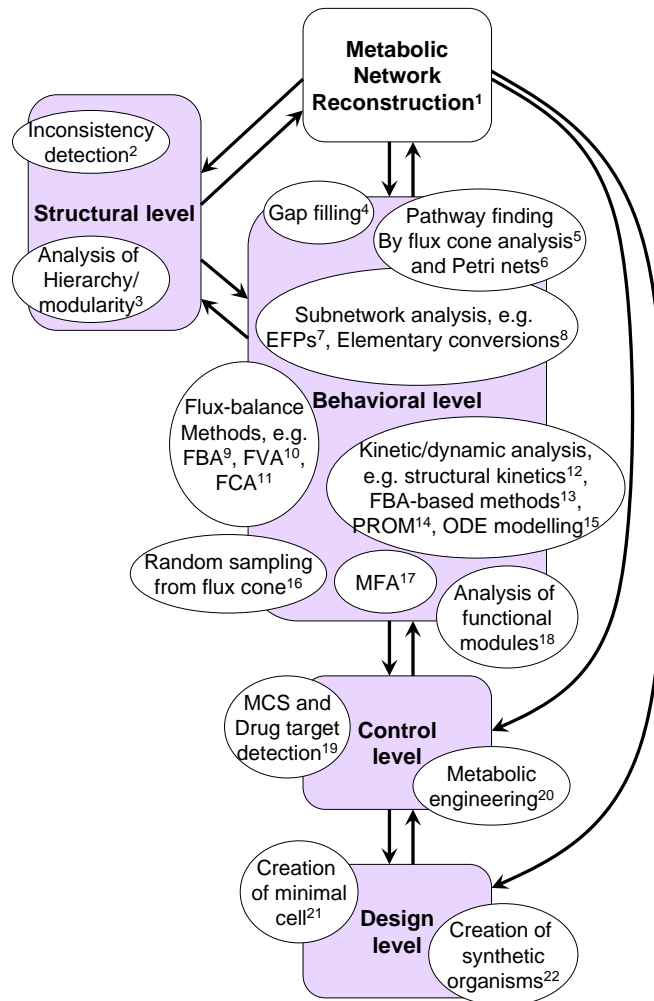 Metabolic
Network
Reconstruction¹
Inconsistency
detection²
Structural level
Analysis of
Hierarchy/
modularity³
Gap filling⁴
Pathway finding
By flux cone analysis⁵
and Petri nets⁶
Subnetwork analysis, e.g.
EFPs⁷, Elementary conversions⁸
Behavioral level
Flux-balance
Methods, e.g.
FBA⁹, FVA¹⁰,
FCA¹¹
Kinetic/dynamic analysis,
e.g. structural kinetics¹²,
FBA-based methods¹³,
PROM¹⁴, ODE modelling¹⁵
Random sampling
from flux cone¹⁶
MFA¹⁷
Analysis of
functional
modules¹⁸
MCS and
Drug target
detection¹⁹
Control
level
Metabolic
engineering²⁰
Creation
of minimal
cell²¹
Design
level
Creation of
synthetic
organisms²²